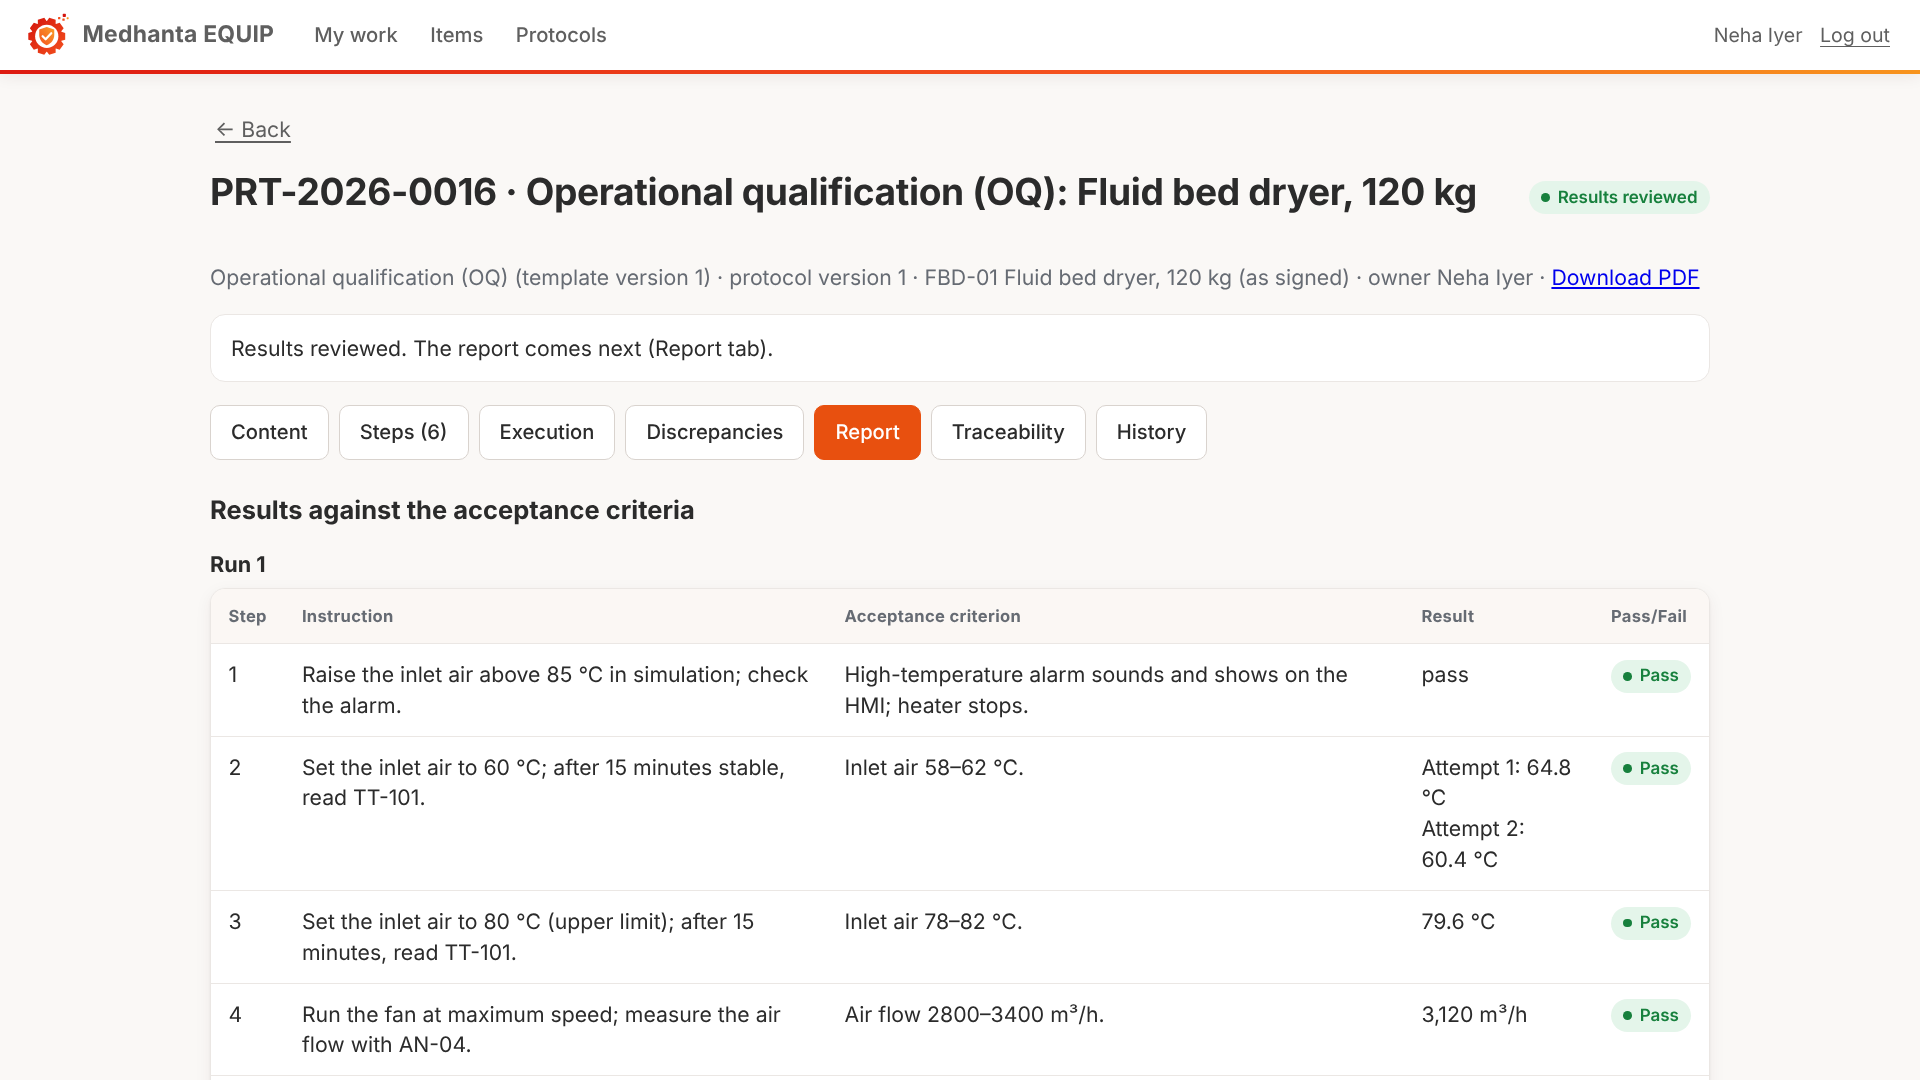 Medhanta EQUIP My work Items Protocols Neha Iyer Log out
← Back
PRT-2026-0016 · Operational qualification (OQ): Fluid bed dryer, 120 kg
Results reviewed
Operational qualification (OQ) (template version 1) · protocol version 1 · FBD-01 Fluid bed dryer, 120 kg (as signed) · owner Neha Iyer · Download PDF
Results reviewed. The report comes next (Report tab).
Content Steps (6) Execution Discrepancies Report Traceability History
Results against the acceptance criteria
Run 1
Step Instruction Acceptance criterion Result Pass/Fail
1 Raise the inlet air above 85 °C in simulation; check High-temperature alarm sounds and shows on the pass Pass
the alarm. HMI; heater stops.
2 Set the inlet air to 60 °C; after 15 minutes stable, Inlet air 58–62 °C. Attempt 1: 64.8 Pass
read TT-101. °C
Attempt 2:
60.4 °C
3 Set the inlet air to 80 °C (upper limit); after 15 Inlet air 78–82 °C. 79.6 °C Pass
minutes, read TT-101.
4 Run the fan at maximum speed; measure the air Air flow 2800–3400 m³/h. 3,120 m³/h Pass
flow with AN-04.